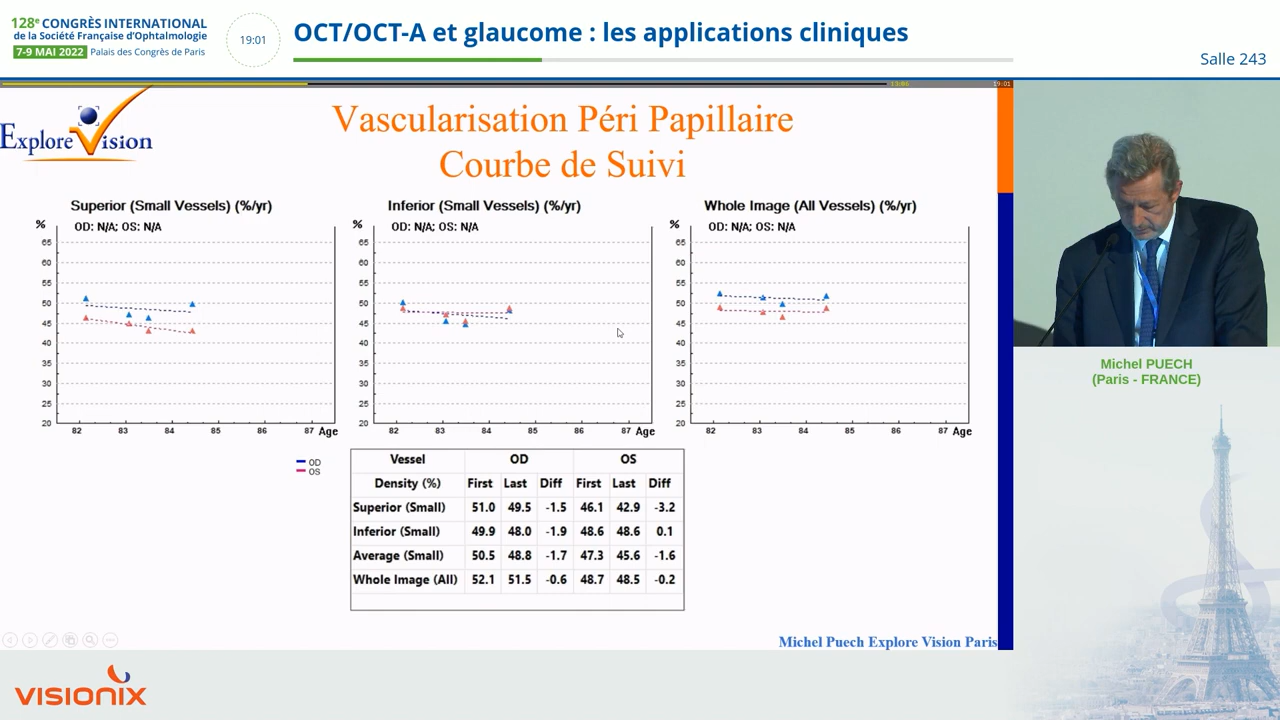 128e CONGRÈS INTERNATIONAL
de la Société Française d'Ophtalmologie
7-9 MAI 2022 Palais des Congrès de Paris
19:01
OCT/OCT-A et glaucome : les applications cliniques
Salle 243
13:06
19:01
Explore Vision
Vascularisation Péri Papillaire
Courbe de Suivi
Superior (Small Vessels) (%/yr)
%
OD: N/A; OS: N/A
65
60
55
50
45
40
35
30
25
20
82 83 84 85 86 87 Age
Inferior (Small Vessels) (%/yr)
%
OD: N/A; OS: N/A
65
60
55
50
45
40
35
30
25
20
82 83 84 85 86 87 Age
Whole Image (All Vessels) (%/yr)
%
OD: N/A; OS: N/A
65
60
55
50
45
40
35
30
25
20
82 83 84 85 86 87 Age
OD
OS
Vessel OD OS
Density (%) First Last Diff First Last Diff
Superior (Small) 51.0 49.5 -1.5 46.1 42.9 -3.2
Inferior (Small) 49.9 48.0 -1.9 48.6 48.6 0.1
Average (Small) 50.5 48.8 -1.7 47.3 45.6 -1.6
Whole Image (All) 52.1 51.5 -0.6 48.7 48.5 -0.2
Michel Puech Explore Vision Paris
Michel PUECH
(Paris - FRANCE)
VISIONIX